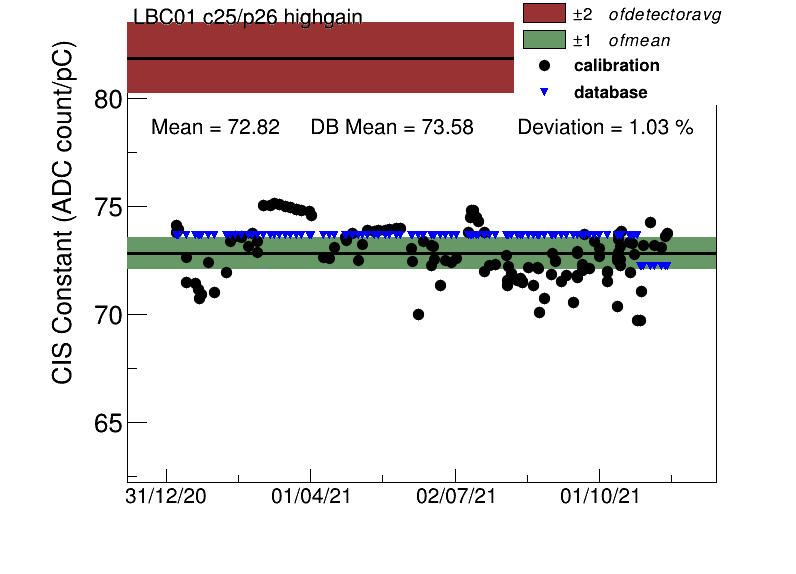 LBC01 c25/p26 highgain
±2 ofdetectoravg
±1 ofmean
calibration
database
Mean = 72.82 DB Mean = 73.58 Deviation = 1.03 %
CIS Constant (ADC count/pC)
80
75
70
65
31/12/20 01/04/21 02/07/21 01/10/21